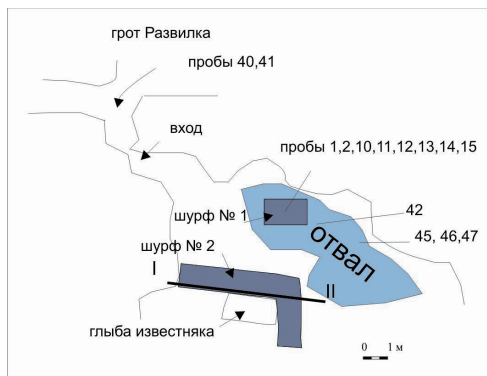 грот Развилка
пробы 40,41
вход
пробы 1,2,10,11,12,13,14,15
шурф № 1
42
отвал
45, 46, 47
шурф № 2
I
II
глыба известняка
0 1 м